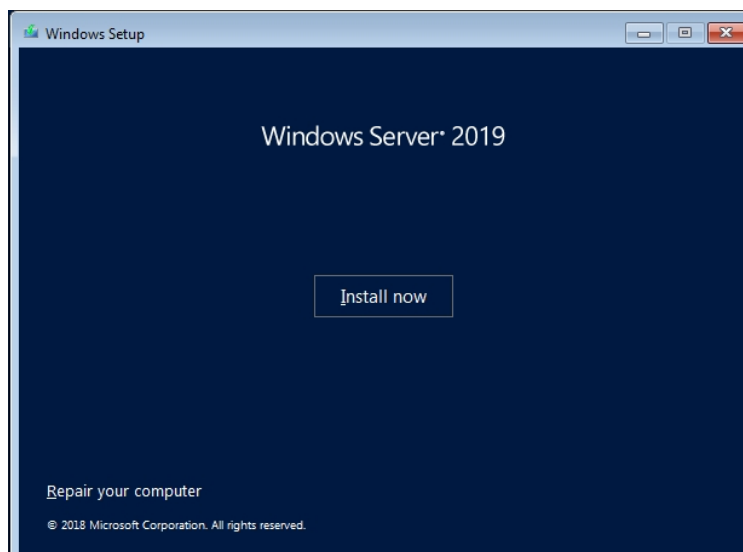 Windows Setup
Windows Server® 2019
Install now
Repair your computer
© 2018 Microsoft Corporation. All rights reserved.